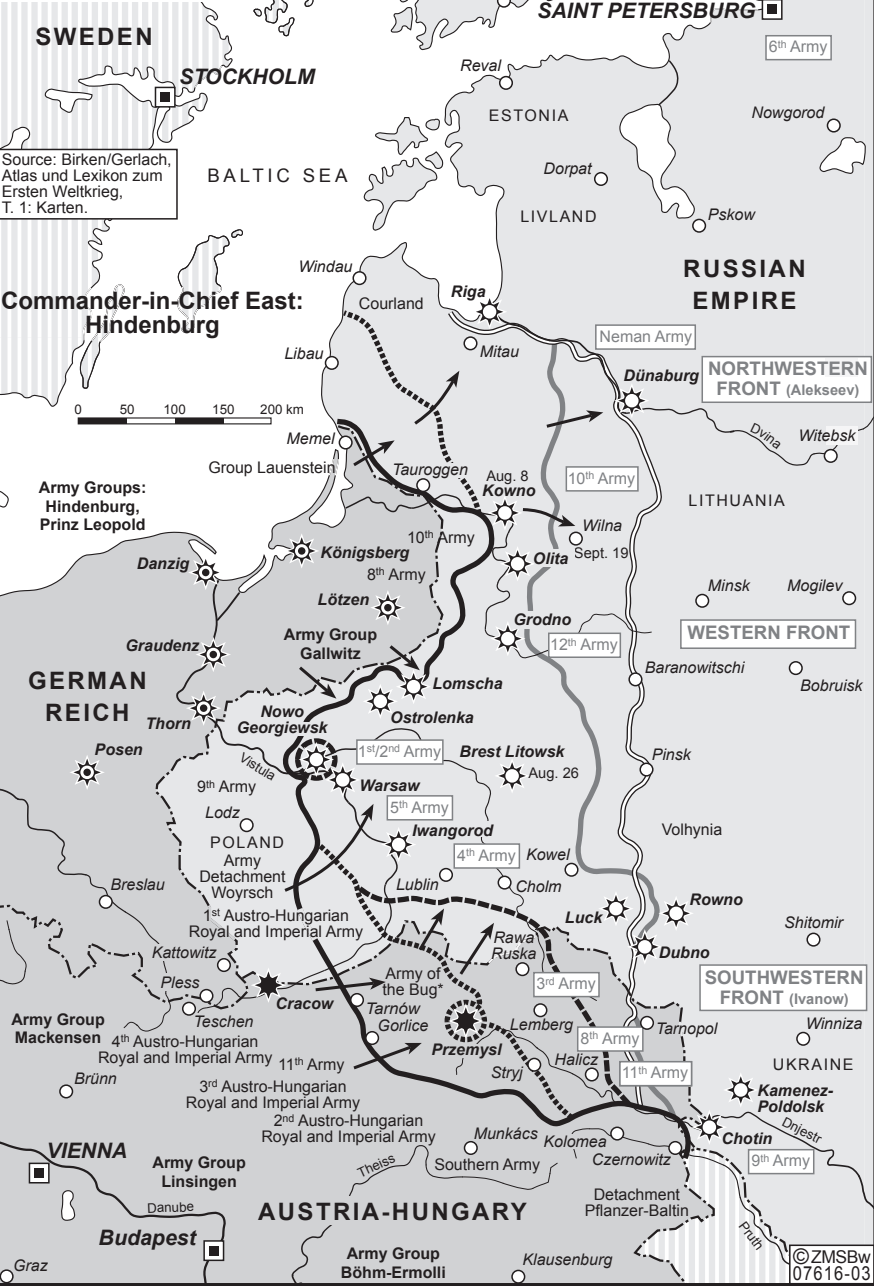 SAINT PETERSBURG
SWEDEN
6th Army
STOCKHOLM
Reval
ESTONIA
Nowgorod
Source: Birken/Gerlach,
Atlas und Lexikon zum
Ersten Weltkrieg,
T. 1: Karten.
BALTIC SEA
Dorpat
LIVLAND
Pskow
Windau
RUSSIAN
EMPIRE
Commander-in-Chief East:
Hindenburg
Courland
Riga
Neman Army
Mitau
Libau
NORTHWESTERN
FRONT (Alekseev)
Dünaburg
0 50 100 150 200 km
Dvina
Witebsk
Memel
Group Lauenstein
Tauroggen
Aug. 8
Kowno
10th Army
Army Groups:
Hindenburg,
Prinz Leopold
LITHUANIA
Wilna
Sept. 19
10th Army
Königsberg
Danzig
8th Army
Olita
Lötzen
Minsk
Mogilev
Grodno
Graudenz
Army Group
Gallwitz
12th Army
WESTERN FRONT
GERMAN
REICH
Lomscha
Baranowitschi
Bobruisk
Thorn
Nowo
Georgiewsk
Ostrolenka
Posen
Vistula
1st/2nd Army
Brest Litowsk
Aug. 26
Pinsk
9th Army
Warsaw
5th Army
Lodz
Iwangorod
Volhynia
POLAND
Army
Detachment
Woyrsch
4th Army
Kowel
Breslau
Lublin
Cholm
1st Austro-Hungarian
Royal and Imperial Army
Luck
Rowno
Shitomir
Kattowitz
Rawa
Ruska
Dubno
Pless
Cracow
Army of
the Bug*
3rd Army
SOUTHWESTERN
FRONT (Ivanow)
Teschen
Tarnów
Gorlice
Lemberg
Tarnopol
Winniza
Army Group
Mackensen
4th Austro-Hungarian
Royal and Imperial Army
Przemysl
8th Army
11th Army
Stryj
Halicz
11th Army
UKRAINE
Brünn
3rd Austro-Hungarian
Royal and Imperial Army
Kamenez-
Poldolsk
2nd Austro-Hungarian
Royal and Imperial Army
Chotin
Dnjestr
VIENNA
Munkács
Kolomea
Army Group
Linsingen
Theiss
Southern Army
Czernowitz
9th Army
Danube
AUSTRIA-HUNGARY
Detachment
Pflanzer-Baltin
Pruth
Budapest
Army Group
Böhm-Ermolli
Klausenburg
Graz
©ZMSBw
07616-03